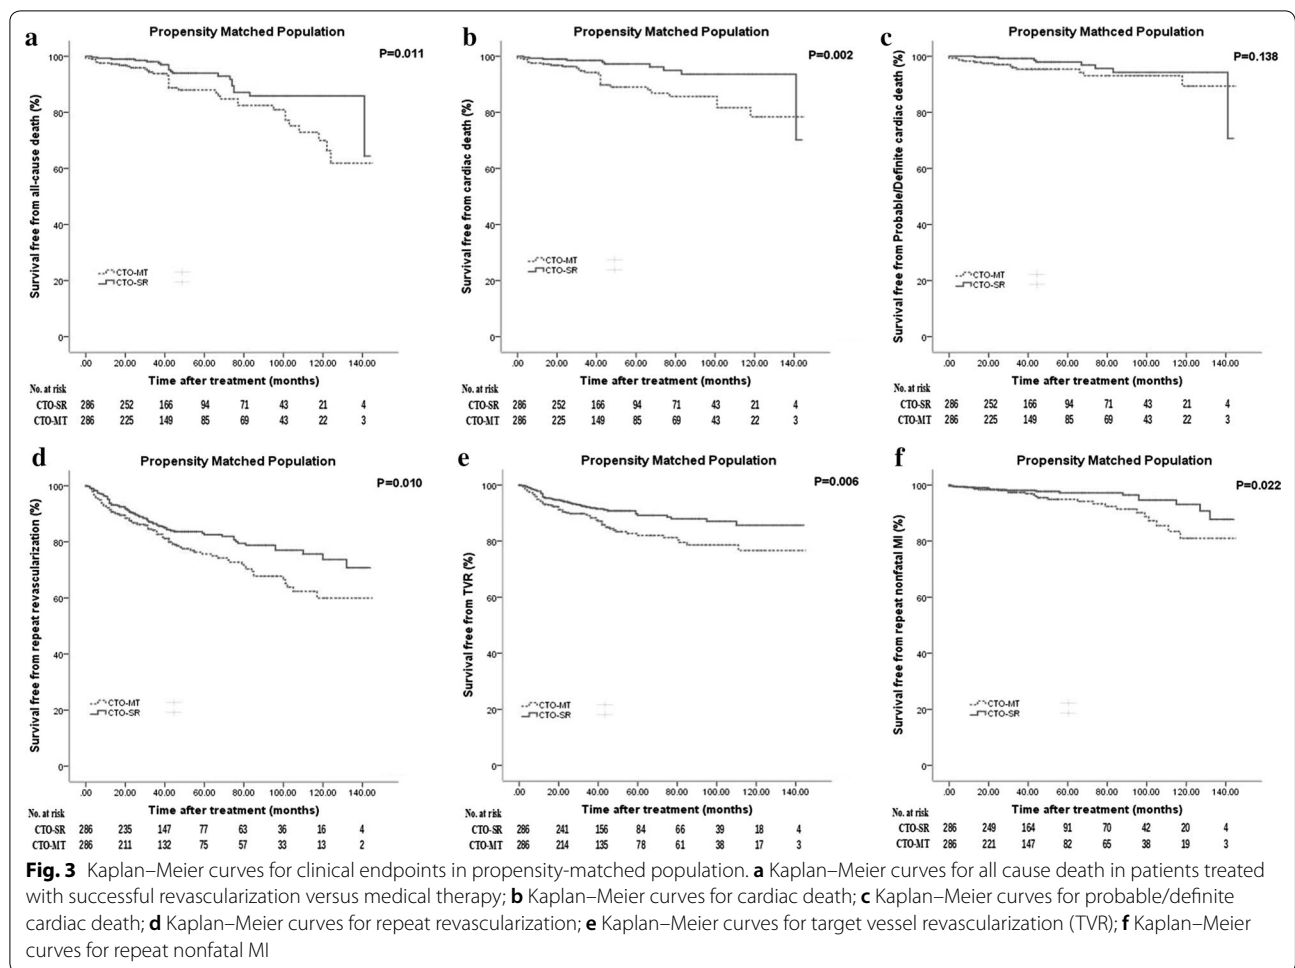 a
Propensity Matched Population
P=0.011
Survival free from all-cause death (%)
100
80
60
40
20
0
CTO-MT
CTO-SR
.00 20.00 40.00 60.00 80.00 100.00 120.00 140.00
Time after treatment (months)
No. at risk
CTO-SR 286 252 166 94 71 43 21 4
CTO-MT 286 225 149 85 69 43 22 3
b
Propensity Matched Population
P=0.002
Survival free from cardiac death (%)
100
80
60
40
20
0
CTO-MT
CTO-SR
.00 20.00 40.00 60.00 80.00 100.00 120.00 140.00
Time after treatment (months)
No. at risk
CTO-SR 286 252 166 94 71 43 21 4
CTO-MT 286 225 149 85 69 43 22 3
c
Propensity Mathced Population
P=0.138
Survival free from Probable/Definite cardiac death (%)
100
80
60
40
20
0
CTO-MT
CTO-SR
.00 20.00 40.00 60.00 80.00 100.00 120.00 140.00
Time after treatment (months)
No. at risk
CTO-SR 286 252 166 94 71 43 21 4
CTO-MT 286 225 149 85 69 43 22 3
d
Propensity Matched Population
P=0.010
Survival free from repeat revascularization (%)
100
80
60
40
20
0
CTO-MT
CTO-SR
.00 20.00 40.00 60.00 80.00 100.00 120.00 140.00
Time after treatment (months)
No. at risk
CTO-SR 286 235 147 77 63 36 16 4
CTO-MT 286 211 132 75 57 33 13 2
e
Propensity Matched Population
P=0.006
Survival free from TVR (%)
100
80
60
40
20
0
CTO-MT
CTO-SR
.00 20.00 40.00 60.00 80.00 100.00 120.00 140.00
Time after treatment (months)
No. at risk
CTO-SR 286 241 156 84 66 39 18 4
CTO-MT 286 214 135 78 61 38 17 3
f
Propensity Matched Population
P=0.022
Survival free from repeat nonfatal MI (%)
100
80
60
40
20
0
CTO-MT
CTO-SR
.00 20.00 40.00 60.00 80.00 100.00 120.00 140.00
Time after treatment (months)
No. at risk
CTO-SR 286 249 164 91 70 42 20 4
CTO-MT 286 221 147 82 65 38 19 3
Fig. 3 Kaplan–Meier curves for clinical endpoints in propensity-matched population. a Kaplan–Meier curves for all cause death in patients treated
with successful revascularization versus medical therapy; b Kaplan–Meier curves for cardiac death; c Kaplan–Meier curves for probable/definite
cardiac death; d Kaplan–Meier curves for repeat revascularization; e Kaplan–Meier curves for target vessel revascularization (TVR); f Kaplan–Meier
curves for repeat nonfatal MI